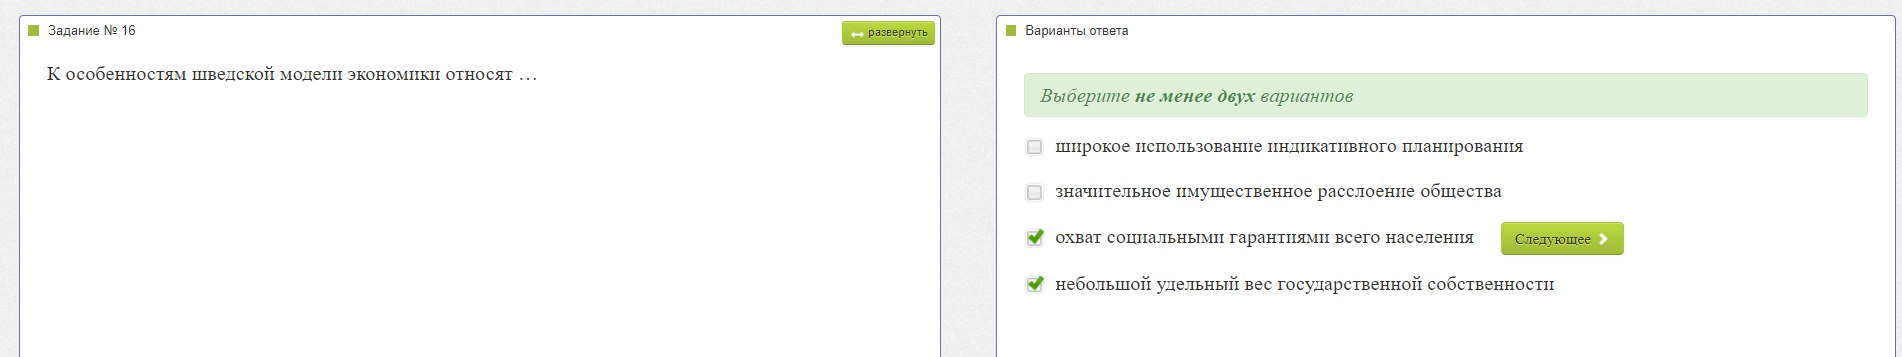 Задание № 16
развернуть
К особенностям шведской модели экономики относят …
Варианты ответа
Выберите не менее двух вариантов
широкое использование индикативного планирования
значительное имущественное расслоение общества
охват социальными гарантиями всего населения
Следующее
небольшой удельный вес государственной собственности